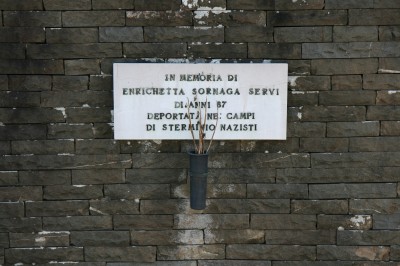 IN MEMORIA DI
ENRICHETTA SORNAGA SERVI
DI ANNI 87
DEPORTATA NEI CAMPI
DI STERMINIO NAZISTI